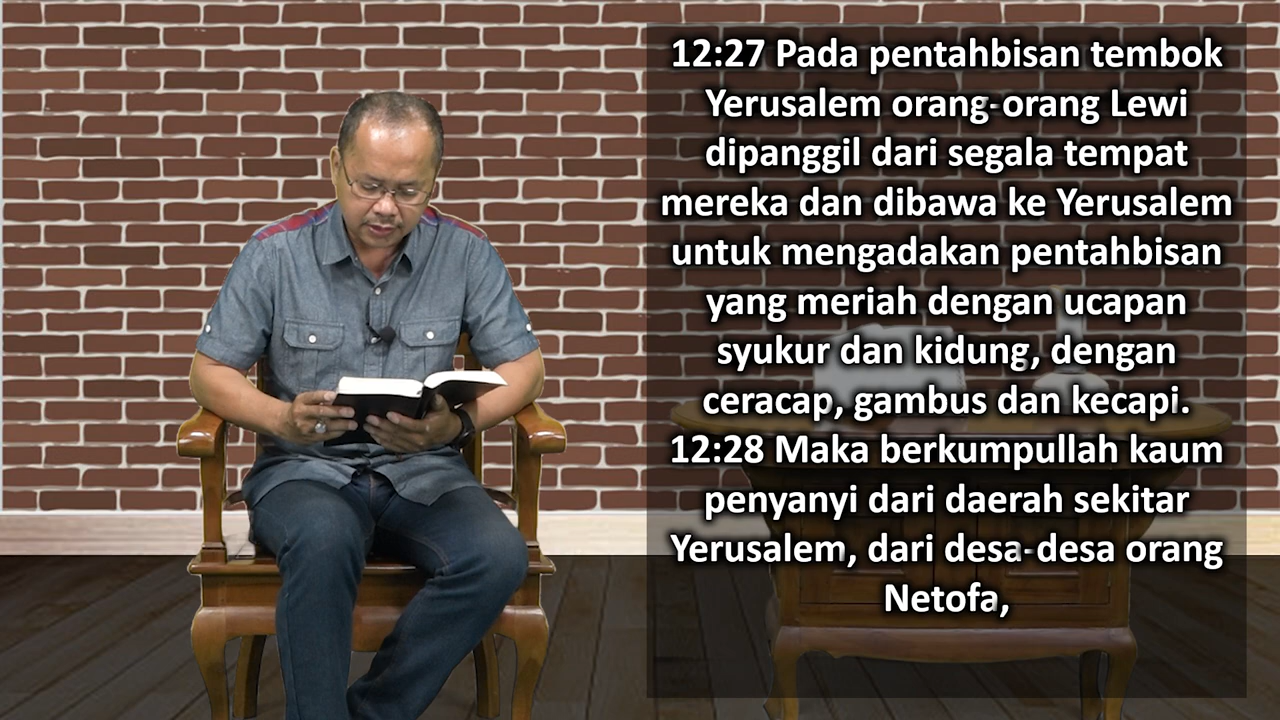 12:27 Pada pentahbisan tembok
Yerusalem orang-orang Lewi
dipanggil dari segala tempat
mereka dan dibawa ke Yerusalem
untuk mengadakan pentahbisan
yang meriah dengan ucapan
syukur dan kidung, dengan
ceracap, gambus dan kecapi.
12:28 Maka berkumpullah kaum
penyanyi dari daerah sekitar
Yerusalem, dari desa-desa orang
Netofa,